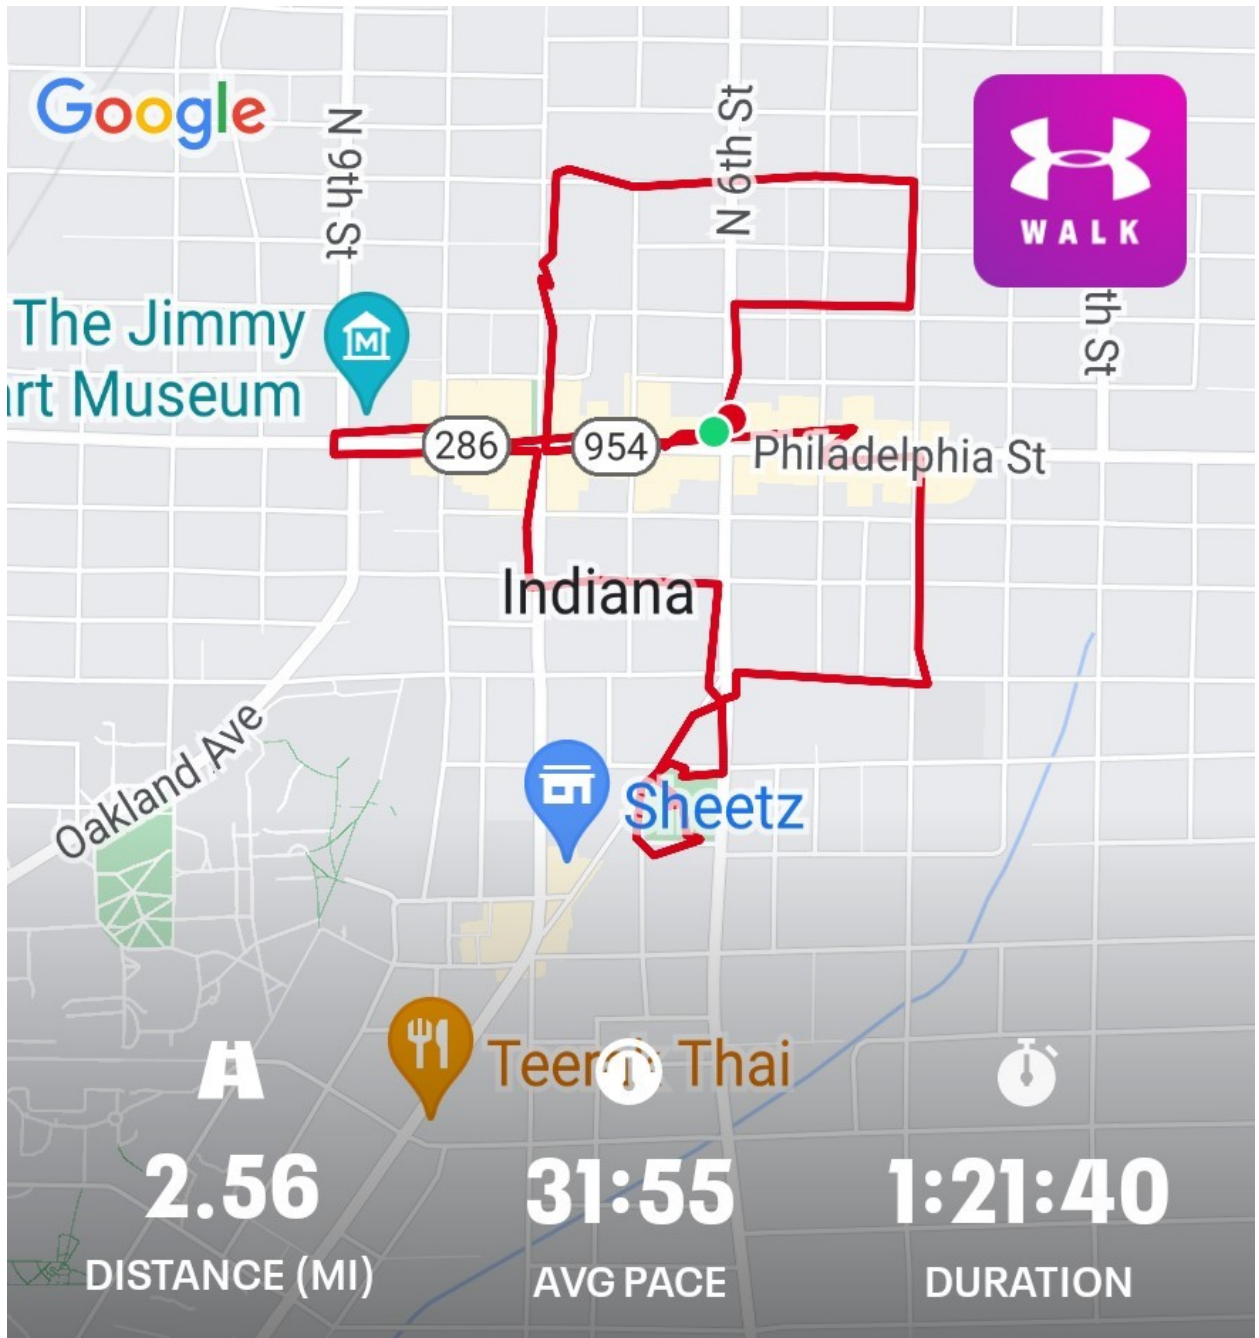 Google
N 9th St
N 6th St
WALK
th St
The Jimmy
art Museum
286
954
Philadelphia St
Indiana
Oakland Ave
Sheetz
Thai
2.56
31:55
1:21:40
DISTANCE (MI)
AVG PACE
DURATION